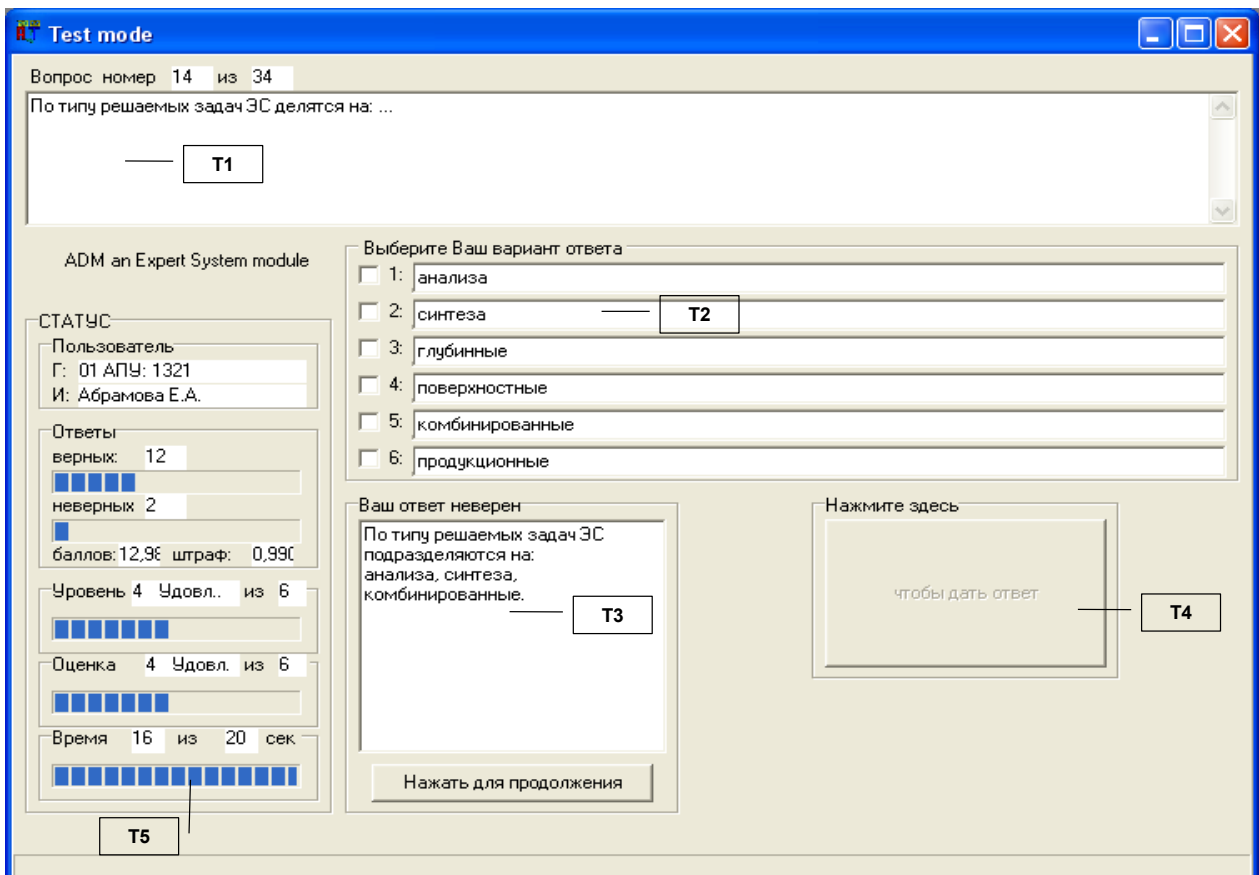 Test mode
Вопрос номер 14 из 34
По типу решаемых задач ЭС делятся на: ...
T1
ADM an Expert System module
Выберите Ваш вариант ответа
1: анализа
2: синтеза
T2
3: глубинные
4: поверхностные
5: комбинированные
6: продукционные
СТАТУС
Пользователь
Г: 01 АПУ: 1321
И: Абрамова Е.А.
Ответы
верных: 12
неверных 2
баллов: 12,98 штраф: 0,990
Уровень 4 Удовл.. из 6
Оценка 4 Удовл. из 6
Время 16 из 20 сек
T5
Ваш ответ неверен
По типу решаемых задач ЭС
подразделяются на:
анализа, синтеза,
комбинированные.
T3
Нажать для продолжения
Нажмите здесь
чтобы дать ответ
T4